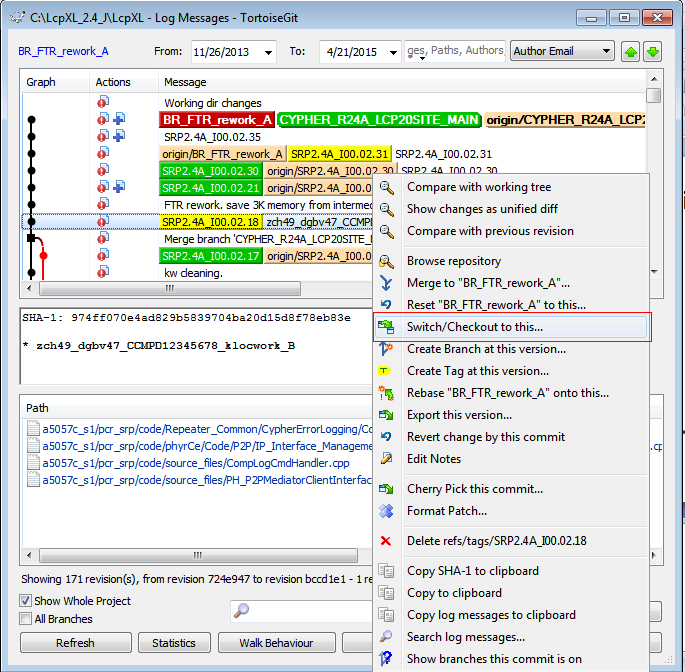 C:\LcpXL_2.4_J\LcpXL - Log Messages - TortoiseGit
BR_FTR_rework_A From: 11/26/2013 To: 4/21/2015 ges, Paths, Authors Author Email
Graph Actions Message
Working dir changes
BR_FTR_rework_A CYPHER_R24A_LCP20SITE_MAIN origin/CYPHER_R24A_LCP2
SRP2.4A_I00.02.35
origin/BR_FTR_rework_A SRP2.4A_I00.02.31 SRP2.4A_I00.02.31
SRP2.4A_I00.02.30 origin/SRP2.4A_I00.02.30 SRP2.4A_I00.02.30
SRP2.4A_I00.02.21 origin/SRP2.4A_I00.0
FTR rework. save 3K memory from intermed
SRP2.4A_I00.02.18 zch49_dgbv47_CCMP
Merge branch 'CYPHER_R24A_LCP20SITE_
SRP2.4A_I00.02.17 origin/SRP2.4A_I00.0
kw cleaning.
SHA-1: 974ff070e4ad829b5839704ba20d15d8f78eb83e
* zch49_dgbv47_CCMPD12345678_klocwork_B
Path
a5057c_s1/pcr_srp/code/Repeater_Common/CypherErrorLogging/Co
a5057c_s1/pcr_srp/code/phyrCe/Code/P2P/IP_Interface_Manageme
.cp
a5057c_s1/pcr_srp/code/source_files/CompLogCmdHandler.cpp
a5057c_s1/pcr_srp/code/source_files/PH_P2PMediatorClientInterfac
Showing 171 revision(s), from revision 724e947 to revision bccd1e1 - 1 re
Show Whole Project
All Branches
Refresh Statistics Walk Behaviour
Compare with working tree
Show changes as unified diff
Compare with previous revision
Browse repository
Merge to "BR_FTR_rework_A"...
Reset "BR_FTR_rework_A" to this...
Switch/Checkout to this...
Create Branch at this version...
Create Tag at this version...
Rebase "BR_FTR_rework_A" onto this...
Export this version...
Revert change by this commit
Edit Notes
Cherry Pick this commit...
Format Patch...
Delete refs/tags/SRP2.4A_I00.02.18
Copy SHA-1 to clipboard
Copy to clipboard
Copy log messages to clipboard
Search log messages...
Show branches this commit is on